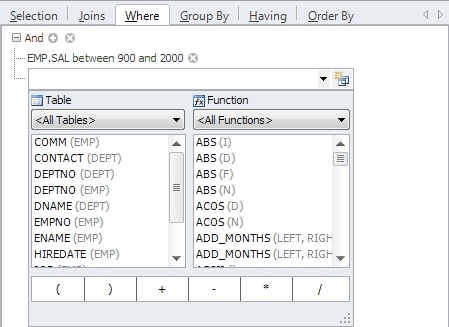 Selection Joins Where Group By Having Order By
And
EMP.SAL between 900 and 2000
Table Function
<All Tables> <All Functions>
COMM (EMP) ABS (I)
CONTACT (DEPT) ABS (D)
DEPTNO (DEPT) ABS (F)
DEPTNO (EMP) ABS (N)
DNAME (DEPT) ACOS (D)
EMPNO (EMP) ACOS (N)
ENAME (EMP) ADD_MONTHS (LEFT, RIGH
HIREDATE (EMP) ADD_MONTHS (LEFT, RIGH
( ) + - * /